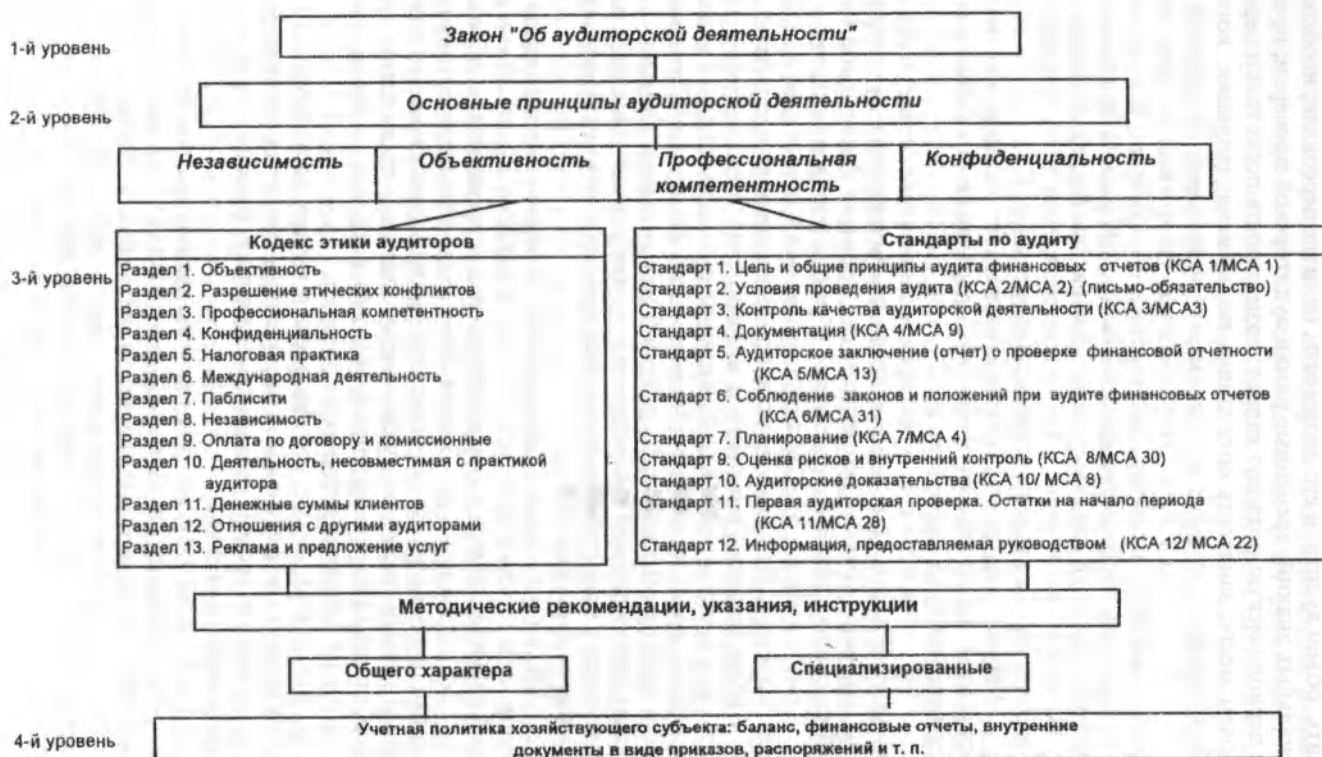 1-й уровень
Закон "Об аудиторской деятельности"
2-й уровень
Основные принципы аудиторской деятельности
Независимость
Объективность
Профессиональная
компетентность
Конфиденциальность
3-й уровень
Кодекс этики аудиторов
Раздел 1. Объективность
Раздел 2. Разрешение этических конфликтов
Раздел 3. Профессиональная компетентность
Раздел 4. Конфиденциальность
Раздел 5. Налоговая практика
Раздел 6. Международная деятельность
Раздел 7. Паблисити
Раздел 8. Независимость
Раздел 9. Оплата по договору и комиссионные
Раздел 10. Деятельность, несовместимая с практикой
аудитора
Раздел 11. Денежные суммы клиентов
Раздел 12. Отношения с другими аудиторами
Раздел 13. Реклама и предложение услуг
Стандарты по аудиту
Стандарт 1. Цель и общие принципы аудита финансовых отчетов (КСА 1/МСА 1)
Стандарт 2. Условия проведения аудита (КСА 2/МСА 2) (письмо-обязательство)
Стандарт 3. Контроль качества аудиторской деятельности (КСА 3/МСА3)
Стандарт 4. Документация (КСА 4/МСА 9)
Стандарт 5. Аудиторское заключение (отчет) о проверке финансовой отчетности
(КСА 5/МСА 13)
Стандарт 6. Соблюдение законов и положений при аудите финансовых отчетов
(КСА 6/МСА 31)
Стандарт 7. Планирование (КСА 7/МСА 4)
Стандарт 9. Оценка рисков и внутренний контроль (КСА 8/МСА 30)
Стандарт 10. Аудиторские доказательства (КСА 10/ МСА 8)
Стандарт 11. Первая аудиторская проверка. Остатки на начало периода
(КСА 11/МСА 28)
Стандарт 12. Информация, предоставляемая руководством (КСА 12/ МСА 22)
Методические рекомендации, указания, инструкции
Общего характера
Специализированные
4-й уровень
Учетная политика хозяйствующего субъекта: баланс, финансовые отчеты, внутренние
документы в виде приказов, распоряжений и т. п.